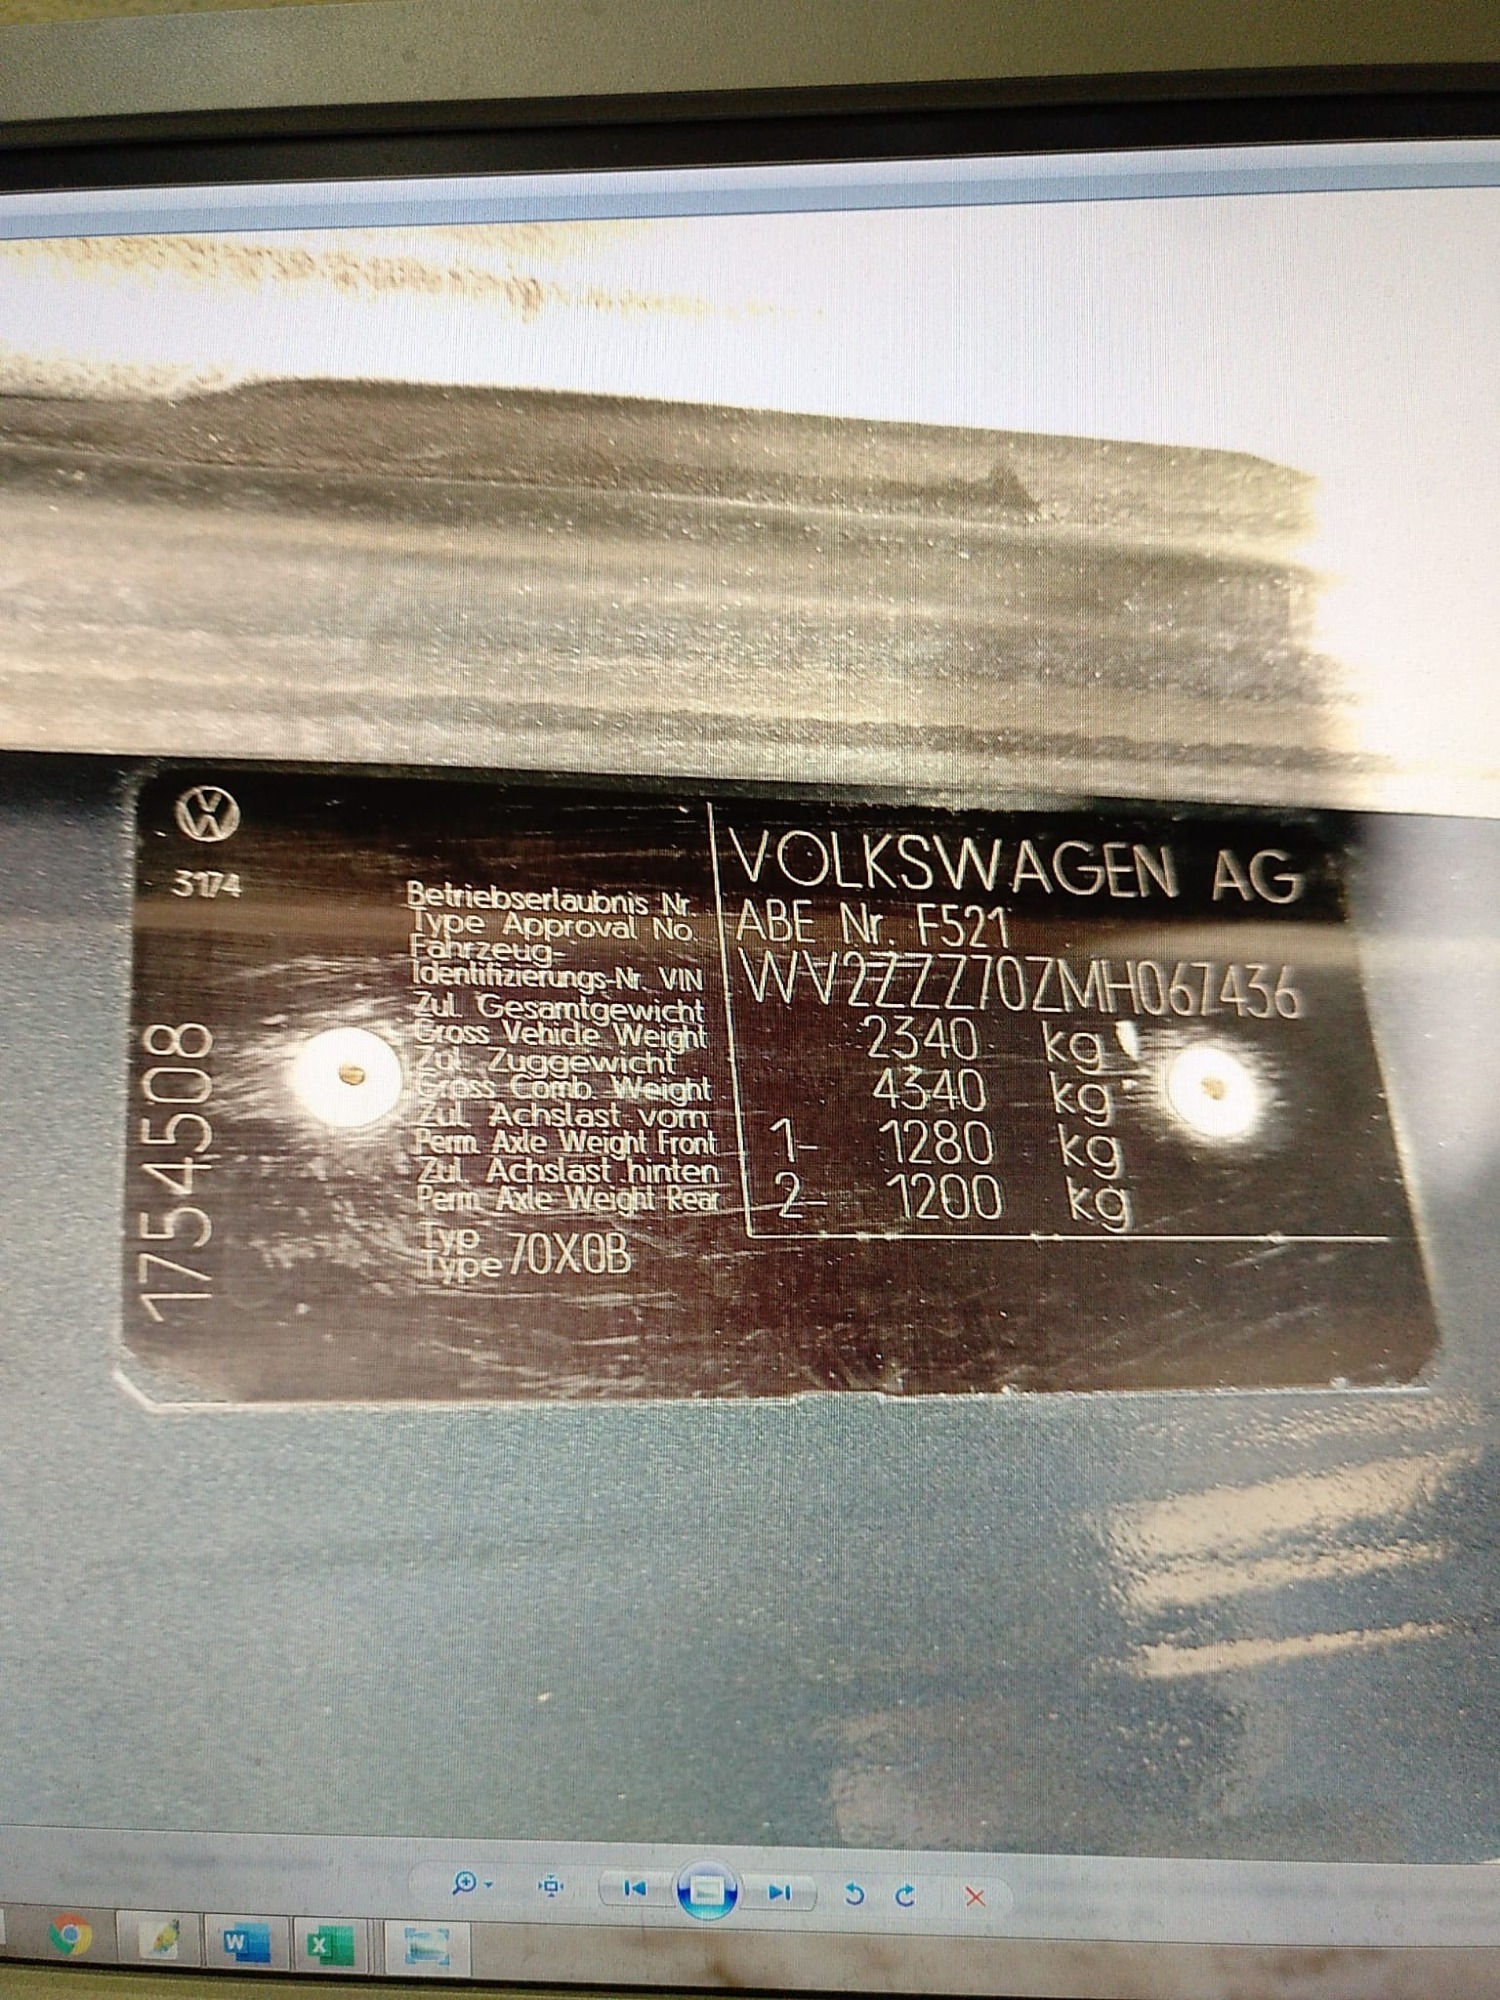 3174
1754508
VOLKSWAGEN AG
Betriebserlaubnis Nr.
Type Approval No.
ABE Nr. F521
Fahrzeug-
Identifizierungs-Nr. VIN
WV2ZZZ70ZMH067436
Zul. Gesamtgewicht
Gross Vehicle Weight
2340 kg
Zul. Zuggewicht
Gross Comb. Weight
4340 kg
Zul. Achslast vorn
Perm. Axle Weight Front
1- 1280 kg
Zul. Achslast hinten
Perm. Axle Weight Rear
2- 1200 kg
Typ
Type 70X0B